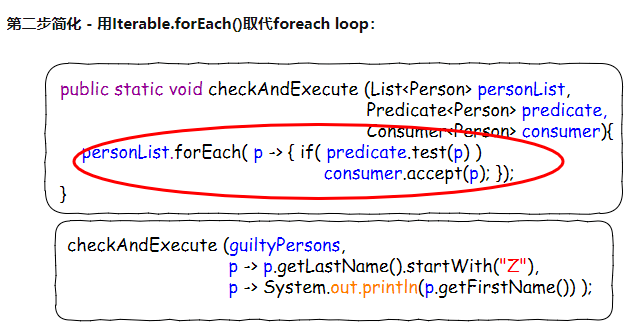 第二步简化 - 用Iterable.forEach()取代foreach loop：
public static void checkAndExecute (List<Person> personList,
Predicate<Person> predicate,
Consumer<Person> consumer){
personList.forEach( p -> { if( predicate.test(p) )
consumer.accept(p); });
}
checkAndExecute (guiltyPersons,
p -> p.getLastName().startWith("Z"),
p -> System.out.println(p.getFirstName()) );